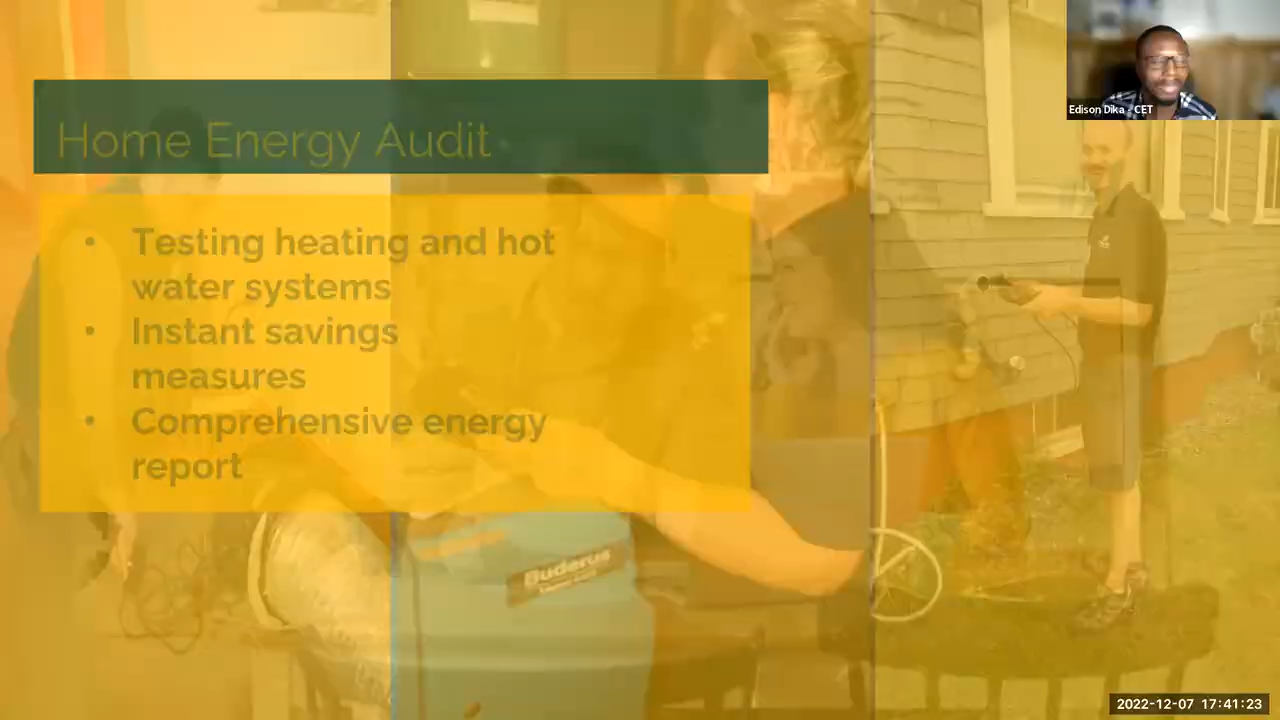 Edison Dika - CET
Home Energy Audit
• Testing heating and hot
water systems
• Instant savings
measures
• Comprehensive energy
report
Buderus
2022-12-07 17:41:23